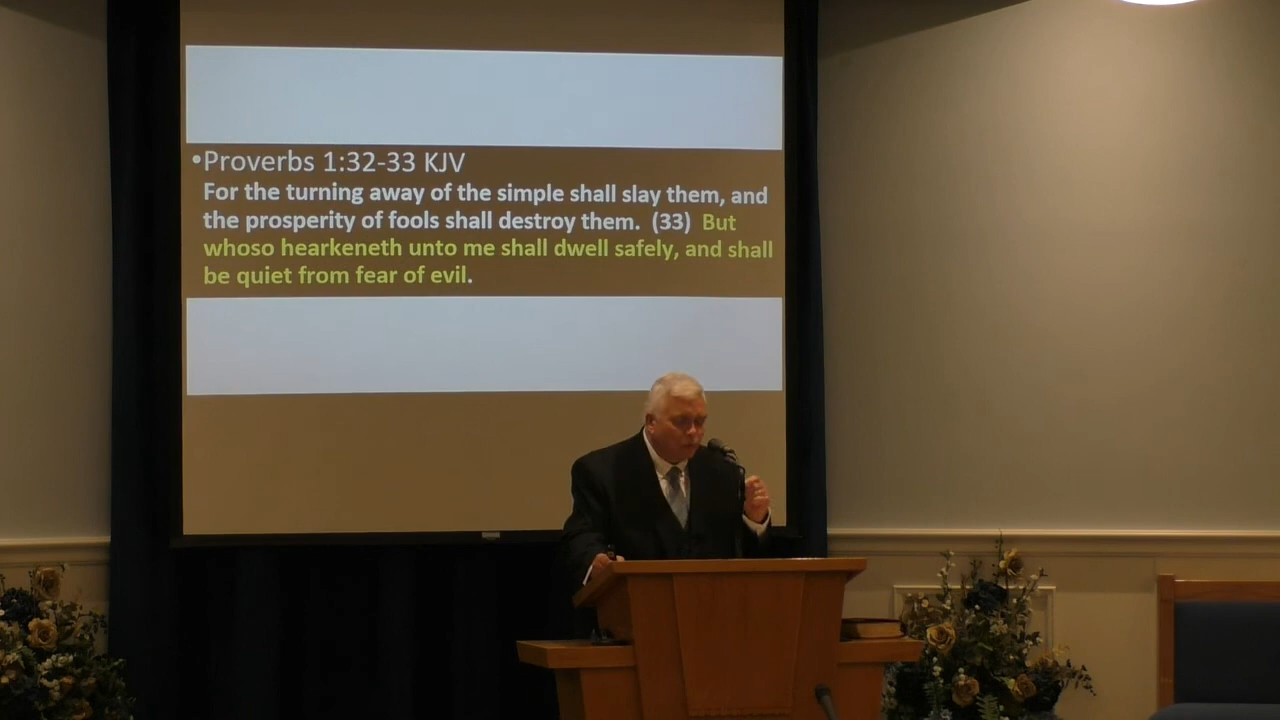 •Proverbs 1:32-33 KJV
For the turning away of the simple shall slay them, and
the prosperity of fools shall destroy them. (33) But
whoso hearkeneth unto me shall dwell safely, and shall
be quiet from fear of evil.